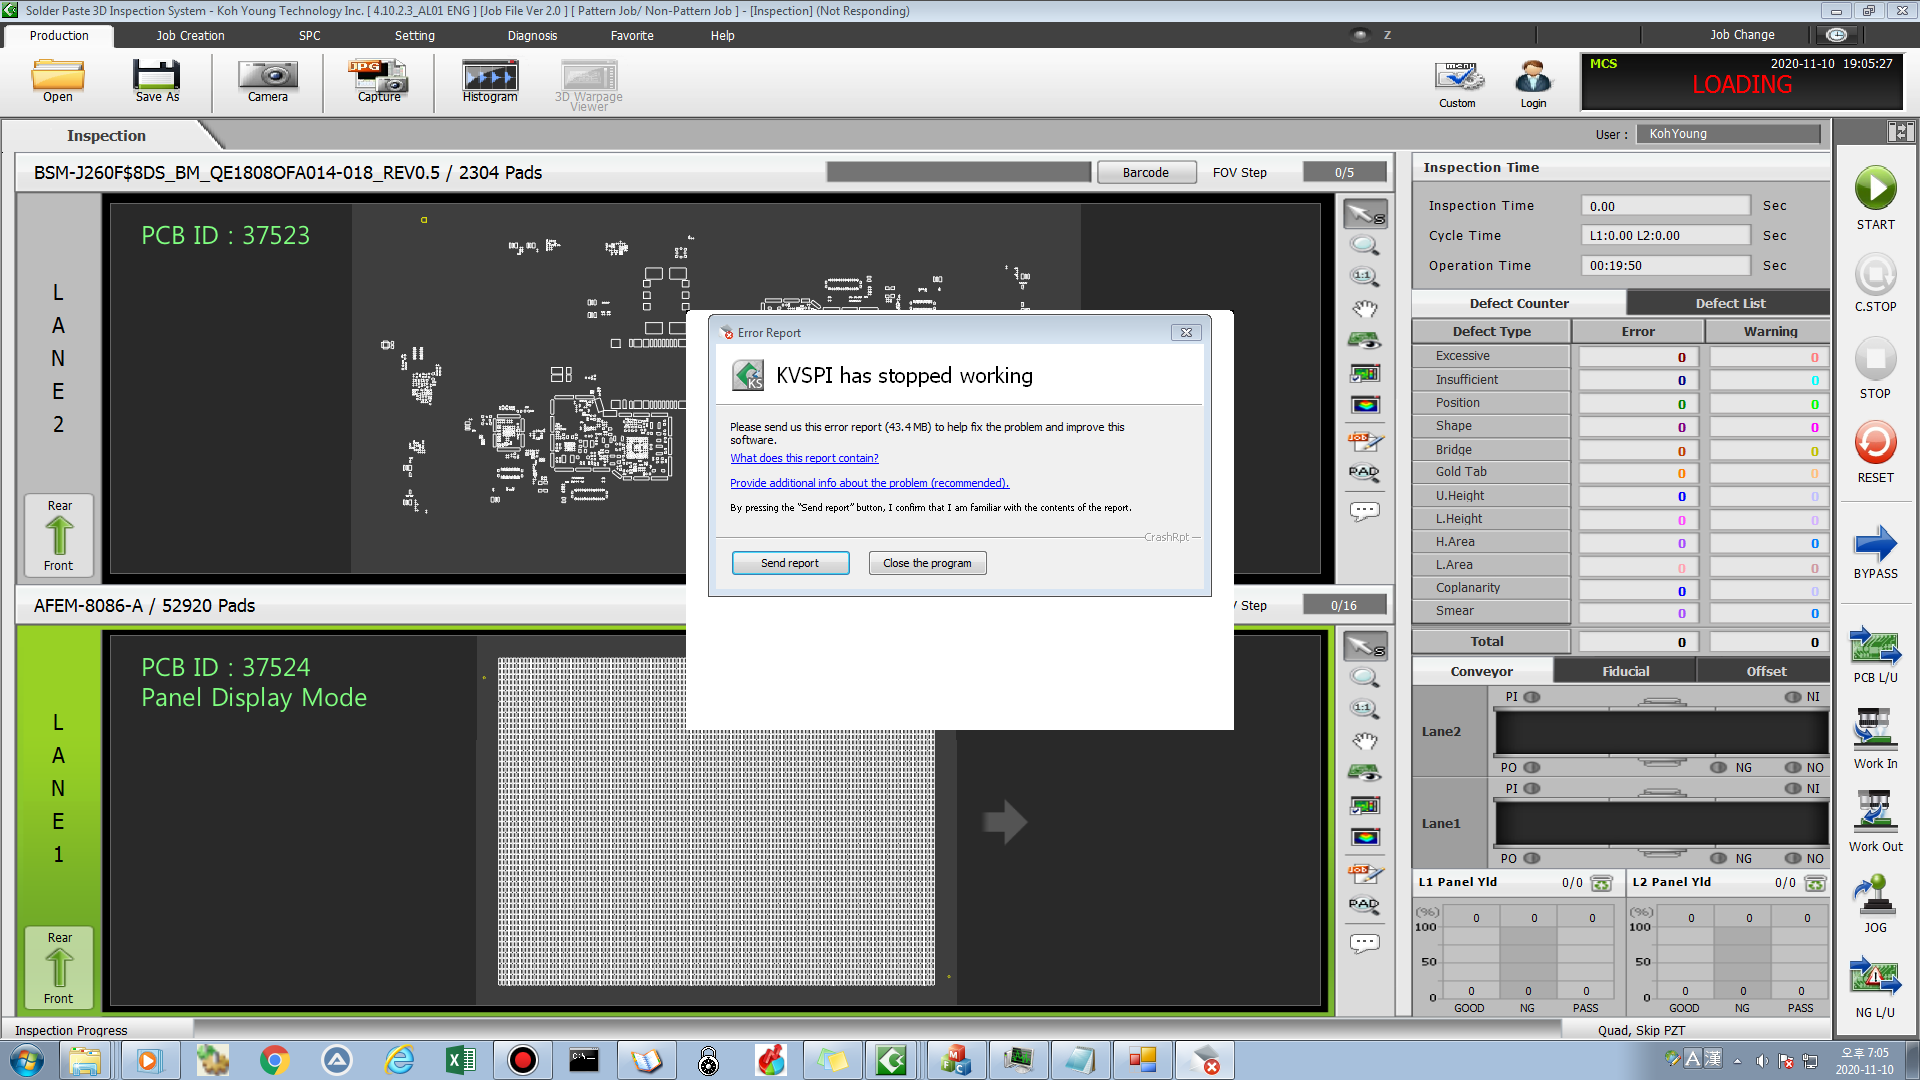 Solder Paste 3D Inspection System - Koh Young Technology Inc. [ 4.10.2.3_AL01 ENG ] [Job File Ver 2.0 ] [ Pattern Job/ Non-Pattern Job ] - [Inspection] (Not Responding)
Production Job Creation SPC Setting Diagnosis Favorite Help Z Job Change
Open Save As Camera JPG Capture Histogram 3D Warpage Viewer menu Custom Login
MCS 2020-11-10 19:05:27
LOADING
Inspection
User : KohYoung
BSM-J260F$8DS_BM_QE1808OFA014-018_REV0.5 / 2304 Pads Barcode FOV Step 0/5
LANE2
PCB ID : 37523
Rear
Front
S
1:1
JOB
PAD
Error Report
KS
KVSPI has stopped working
Please send us this error report (43.4 MB) to help fix the problem and improve this
software.
What does this report contain?
Provide additional info about the problem (recommended).
By pressing the "Send report" button, I confirm that I am familiar with the contents of the report.
CrashRpt
Send report Close the program
AFEM-8086-A / 52920 Pads Step 0/16
LANE1
PCB ID : 37524
Panel Display Mode
Rear
Front
S
1:1
JOB
PAD
Inspection Time
Inspection Time 0.00 Sec
Cycle Time L1:0.00 L2:0.00 Sec
Operation Time 00:19:50 Sec
Defect Counter Defect List
Defect Type Error Warning
Excessive 0 0
Insufficient 0 0
Position 0 0
Shape 0 0
Bridge 0 0
Gold Tab 0 0
U.Height 0 0
L.Height 0 0
H.Area 0 0
L.Area 0 0
Coplanarity 0 0
Smear 0 0
Total 0 0
Conveyor Fiducial Offset
PI NI
Lane2
PO NG NO
PI NI
Lane1
PO NG NO
L1 Panel Yld 0/0 L2 Panel Yld 0/0
(%) 0 0 0 (%) 0 0 0
100 100
50 50
0 0 0 0 0 0 0 0
GOOD NG PASS GOOD NG PASS
START
C.STOP
STOP
RESET
BYPASS
PCB L/U
Work In
Work Out
JOG
NG L/U
Inspection Progress
Quad, Skip PZT
A 漢
오후 7:05
2020-11-10